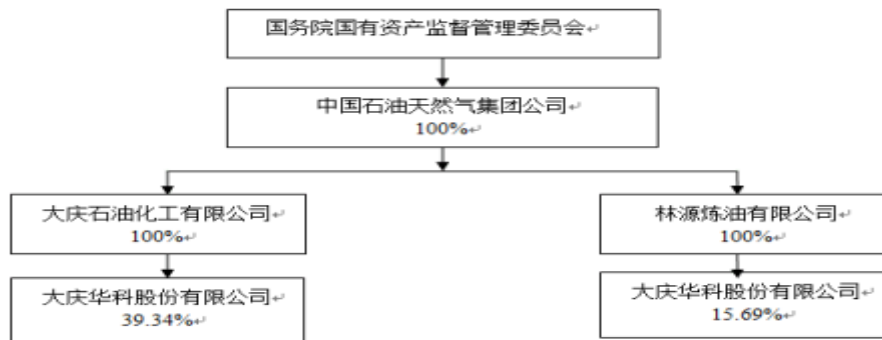 国务院国有资产监督管理委员会↵
中国石油天然气集团公司↵
100%↵
大庆石油化工有限公司↵
100%↵
林源炼油有限公司↵
100%↵
大庆华科股份有限公司↵
39.34%↵
大庆华科股份有限公司↵
15.69%↵